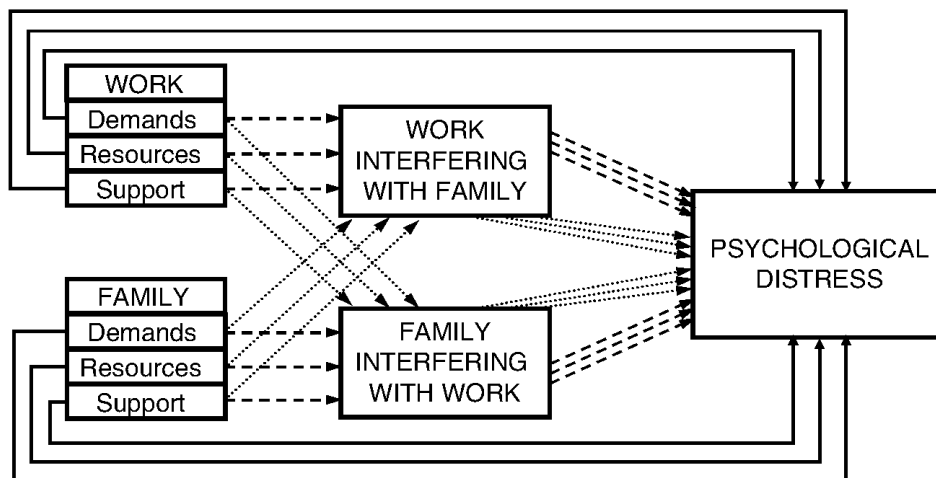 WORK
Demands
Resources
Support
WORK
INTERFERING
WITH FAMILY
PSYCHOLOGICAL
DISTRESS
FAMILY
Demands
Resources
Support
FAMILY
INTERFERING
WITH WORK